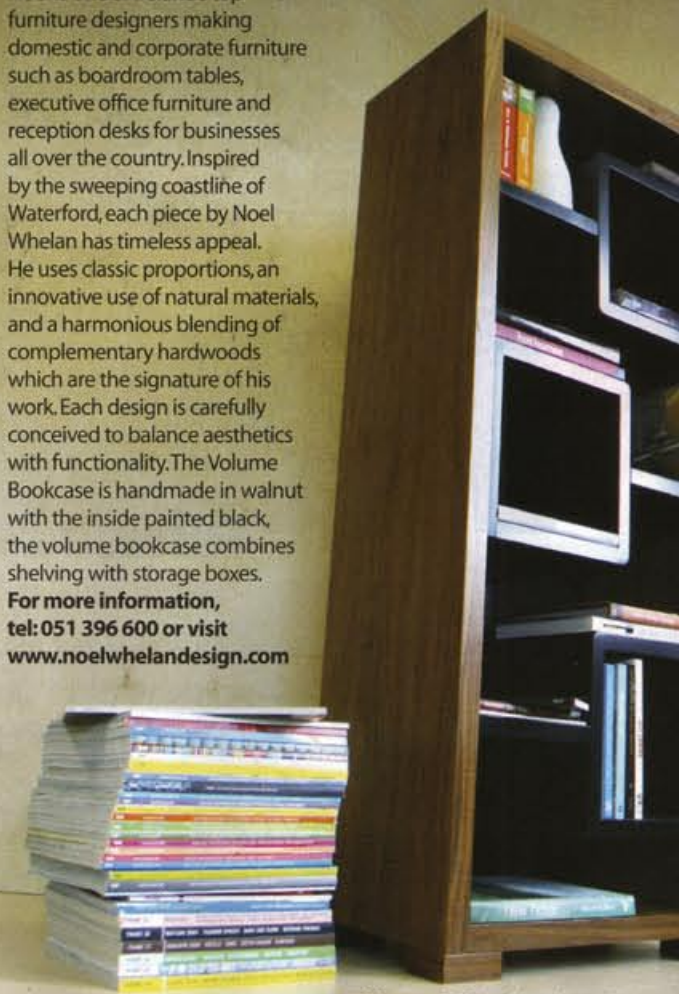 furniture designers making
domestic and corporate furniture
such as boardroom tables,
executive office furniture and
reception desks for businesses
all over the country. Inspired
by the sweeping coastline of
Waterford, each piece by Noel
Whelan has timeless appeal.
He uses classic proportions, an
innovative use of natural materials,
and a harmonious blending of
complementary hardwoods
which are the signature of his
work. Each design is carefully
conceived to balance aesthetics
with functionality. The Volume
Bookcase is handmade in walnut
with the inside painted black,
the volume bookcase combines
shelving with storage boxes.
For more information,
tel: 051 396 600 or visit
www.noelwhelandesign.com